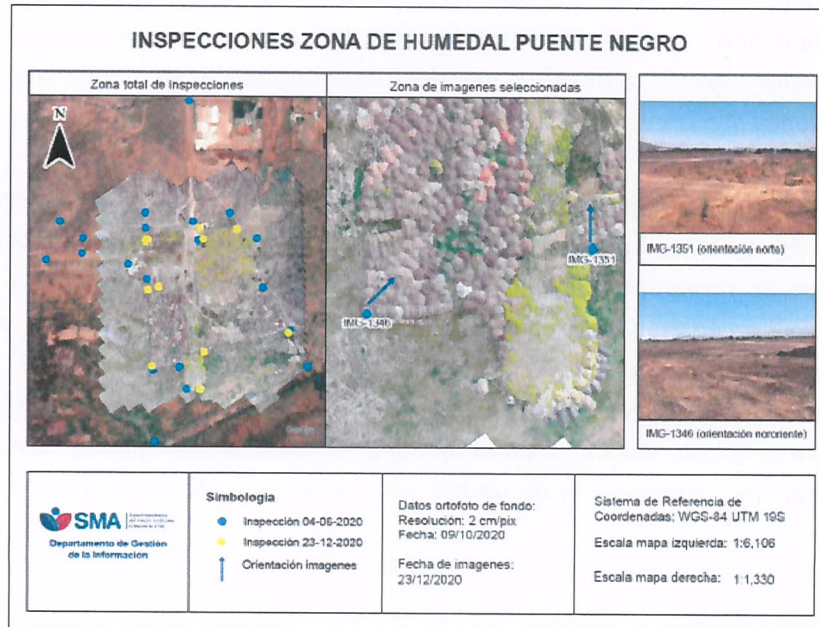 INSPECCIONES ZONA DE HUMEDAL PUENTE NEGRO
Zona total de inspecciones
Zona de imagenes seleccionadas
N
IMG-1351
IMG-1346
IMG-1351 (orientación norte)
IMG-1346 (orientación nororiente)
SMA
Departamento de Gestión
de la Información
Simbología
Inspección 04-06-2020
Inspección 23-12-2020
Orientación imagenes
Datos ortofoto de fondo:
Resolución: 2 cm/pix
Fecha: 09/10/2020
Fecha de imagenes:
23/12/2020
Sistema de Referencia de
Coordenadas: WGS-84 UTM 19S
Escala mapa izquierda: 1:6,106
Escala mapa derecha: 1:1,330